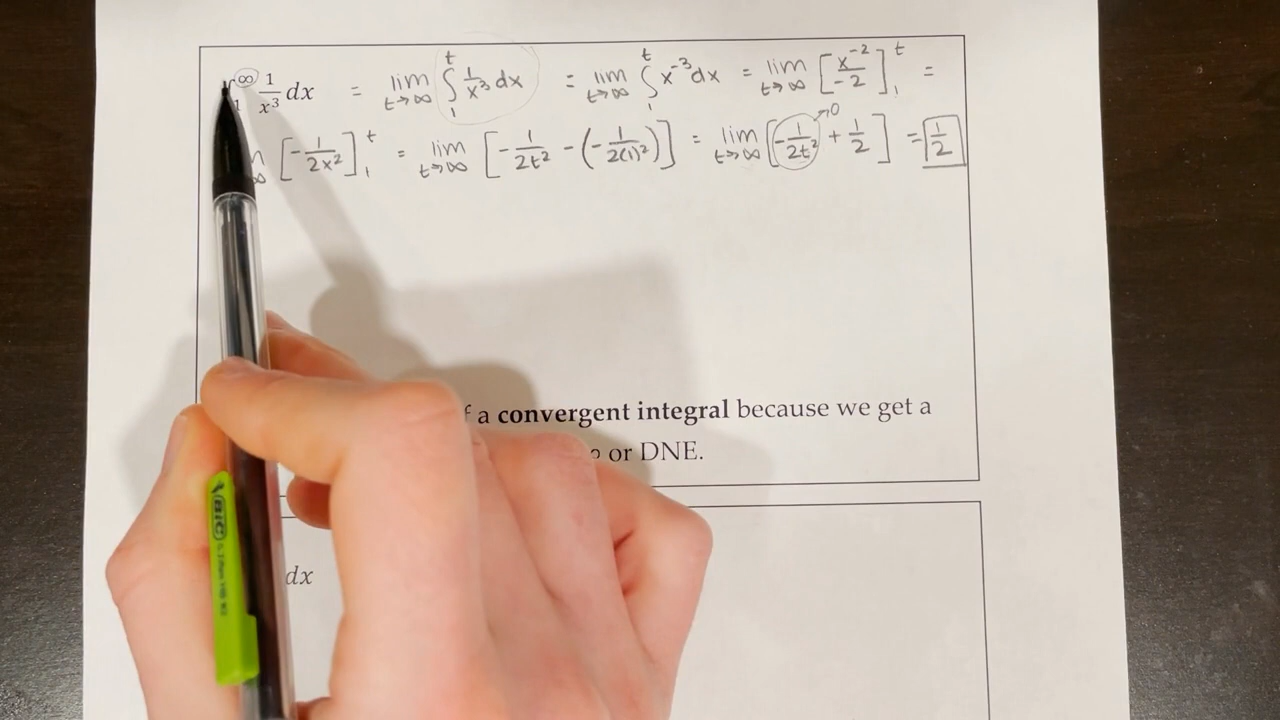 ∫₁^∞ 1/x³ dx = lim t→∞ ∫₁ᵗ 1/x³ dx = lim t→∞ ∫₁ᵗ x⁻³ dx = lim t→∞ [x⁻²/-2]₁ᵗ =
[-1/2x²]₁ᵗ = lim t→∞ [-1/2t² - (-1/2(1)²)] = lim t→∞ [-1/2t² →0 + 1/2] = 1/2
a convergent integral because we get a
or DNE.
dx
BIC